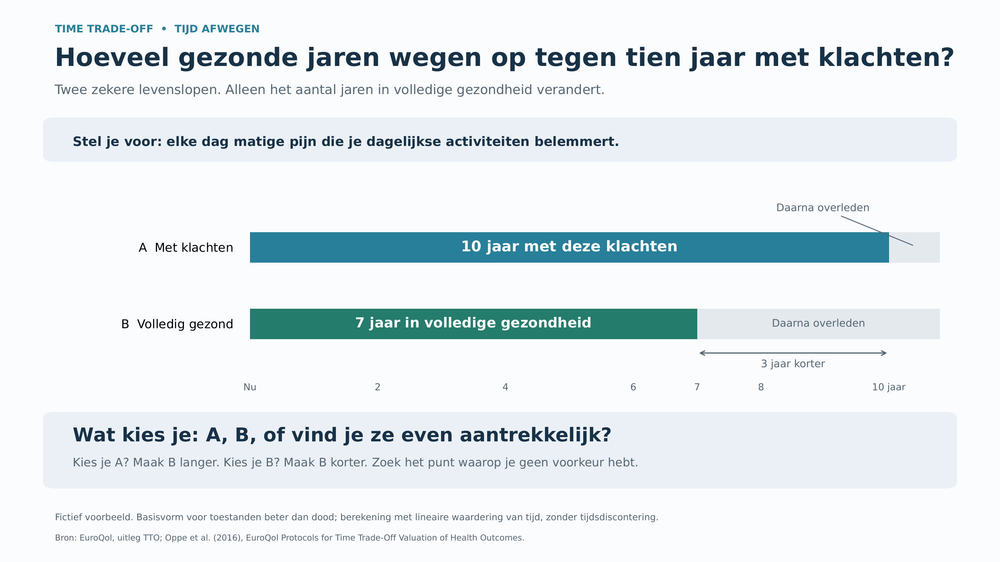 TIME TRADE-OFF • TIJD AFWEGEN
Hoeveel gezonde jaren wegen op tegen tien jaar met klachten?
Twee zekere levenslopen. Alleen het aantal jaren in volledige gezondheid verandert.
Stel je voor: elke dag matige pijn die je dagelijkse activiteiten belemmert.
Daarna overleden
A Met klachten
10 jaar met deze klachten
B Volledig gezond
7 jaar in volledige gezondheid
Daarna overleden
3 jaar korter
Nu 2 4 6 7 8 10 jaar
Wat kies je: A, B, of vind je ze even aantrekkelijk?
Kies je A? Maak B langer. Kies je B? Maak B korter. Zoek het punt waarop je geen voorkeur hebt.
Fictief voorbeeld. Basisvorm voor toestanden beter dan dood; berekening met lineaire waardering van tijd, zonder tijdsdiscontering.
Bron: EuroQol, uitleg TTO; Oppe et al. (2016), EuroQol Protocols for Time Trade-Off Valuation of Health Outcomes.